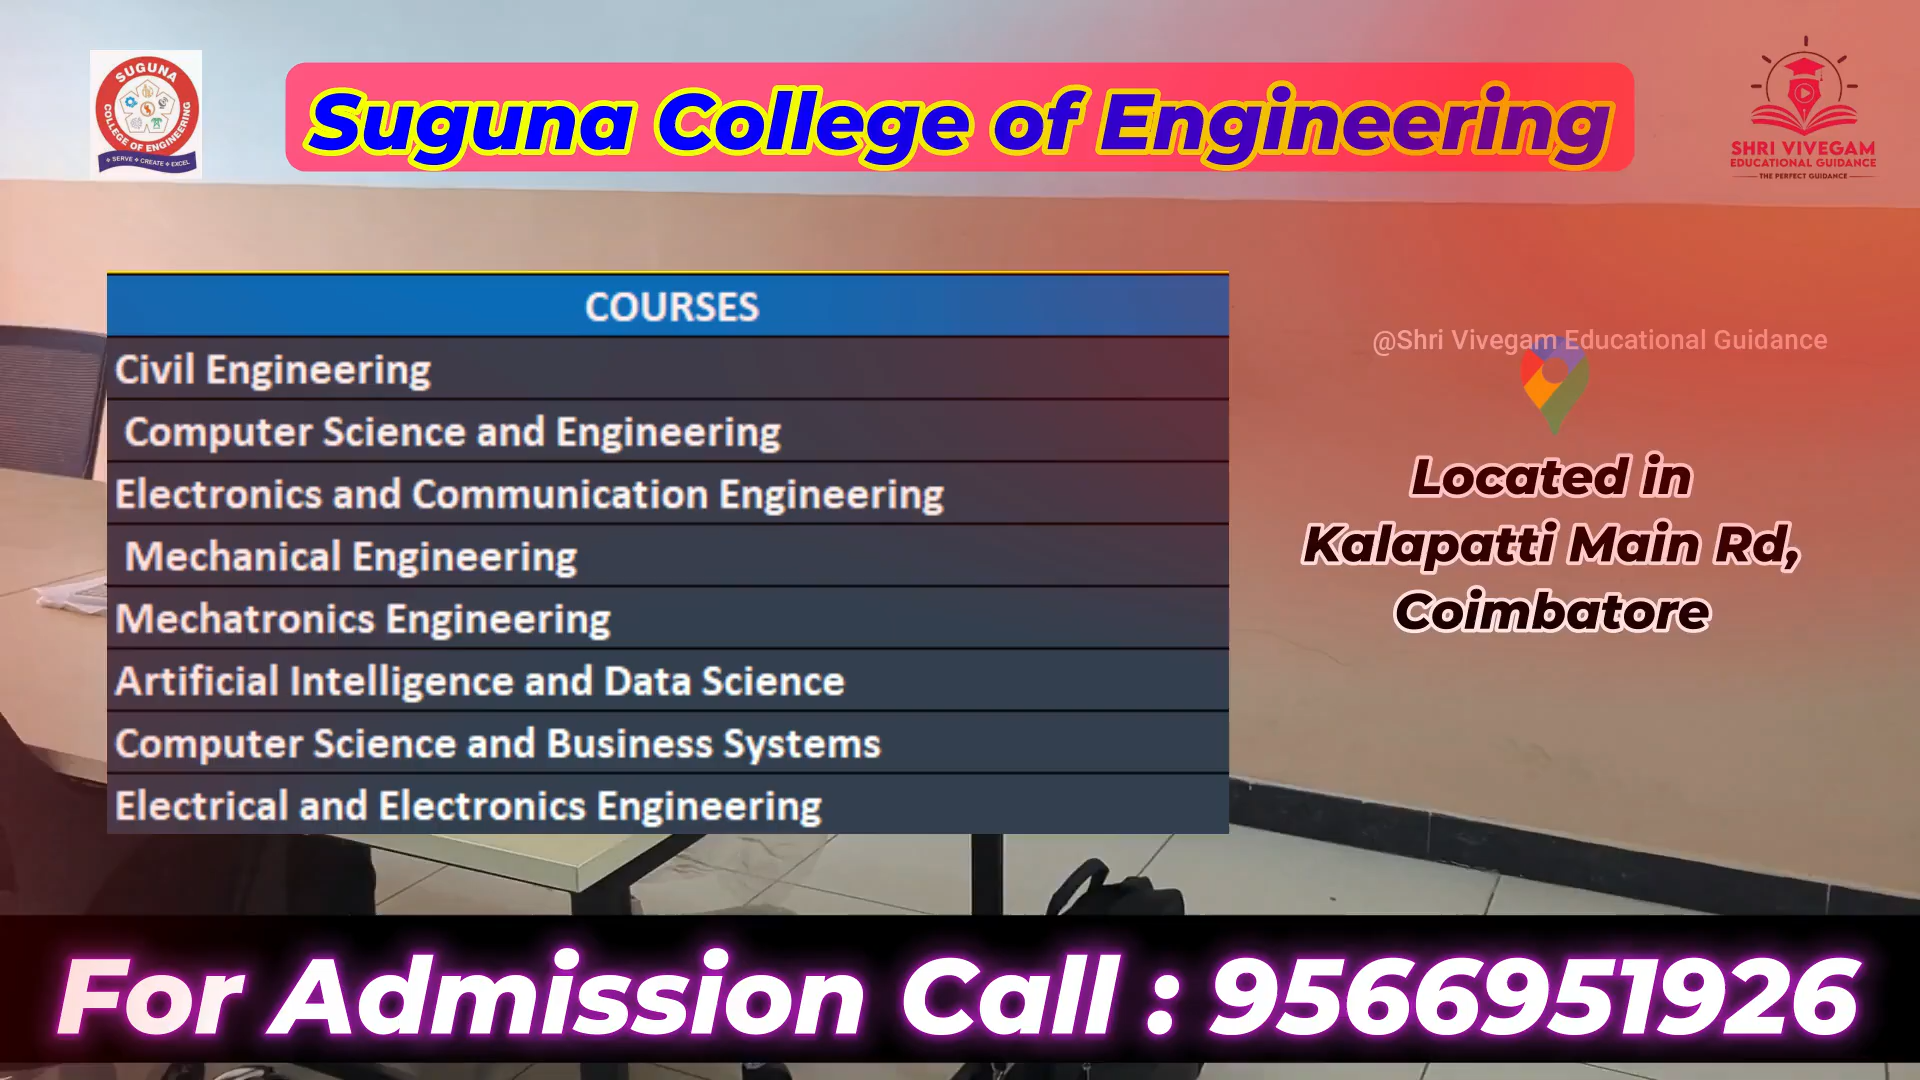 SUGUNA
COLLEGE OF ENGINEERING
SERVE CREATE EXCEL
Suguna College of Engineering
SHRI VIVEGAM
EDUCATIONAL GUIDANCE
THE PERFECT GUIDANCE
COURSES
Civil Engineering
Computer Science and Engineering
Electronics and Communication Engineering
Mechanical Engineering
Mechatronics Engineering
Artificial Intelligence and Data Science
Computer Science and Business Systems
Electrical and Electronics Engineering
@Shri Vivegam Educational Guidance
Located in
Kalapatti Main Rd,
Coimbatore
For Admission Call : 9566951926